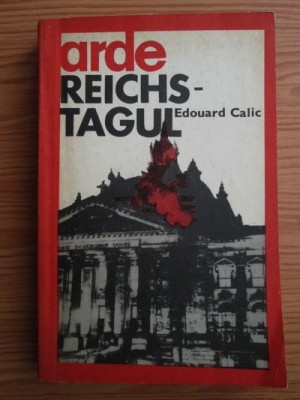 arde
REICHS-
TAGUL
Edouard Calic